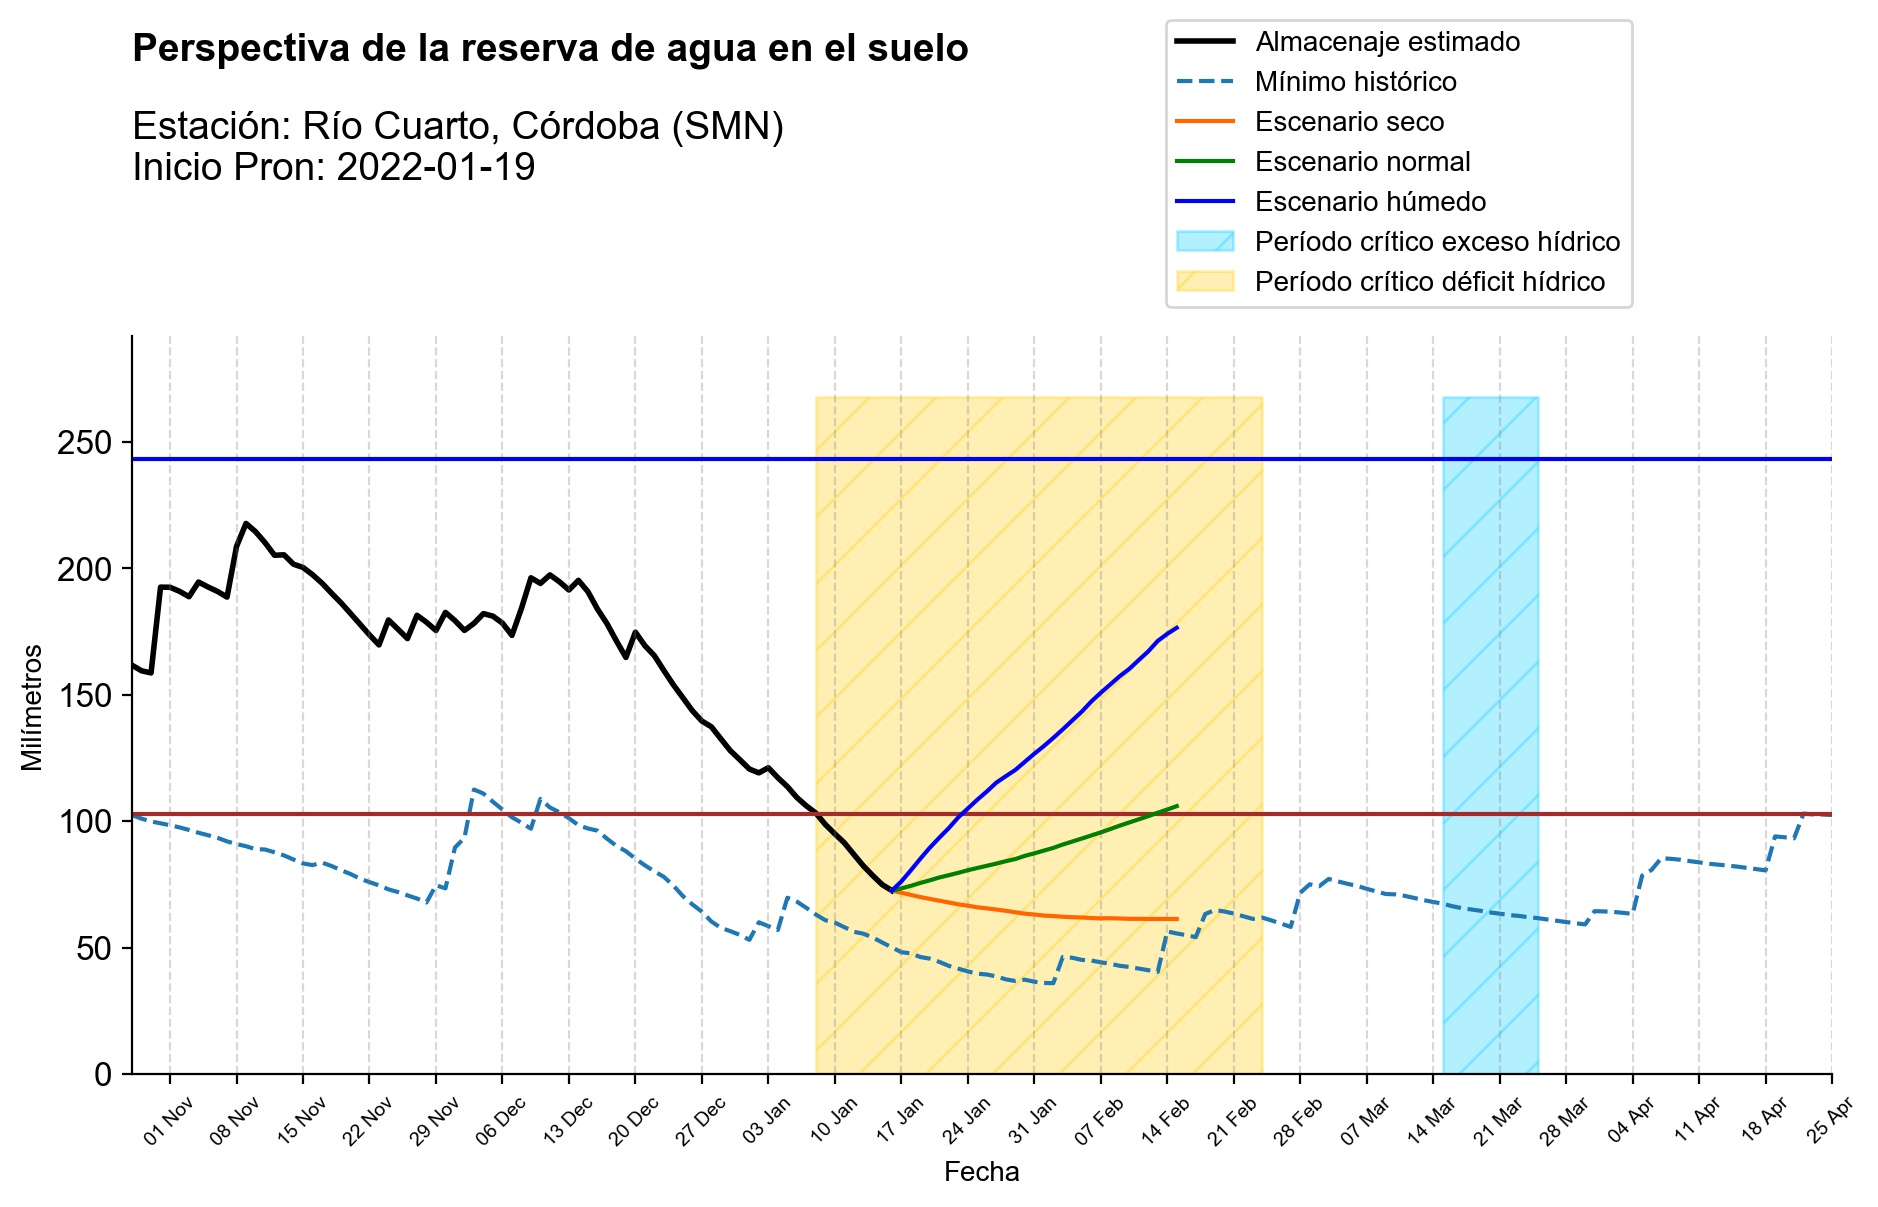 Perspectiva de la reserva de agua en el suelo
Estación: Río Cuarto, Córdoba (SMN)
Inicio Pron: 2022-01-19
Almacenaje estimado
Mínimo histórico
Escenario seco
Escenario normal
Escenario húmedo
Período crítico exceso hídrico
Período crítico déficit hídrico
Milímetros
250
200
150
100
50
0
01 Nov
08 Nov
15 Nov
22 Nov
29 Nov
06 Dec
13 Dec
20 Dec
27 Dec
03 Jan
10 Jan
17 Jan
24 Jan
31 Jan
07 Feb
14 Feb
21 Feb
28 Feb
07 Mar
14 Mar
21 Mar
28 Mar
04 Apr
11 Apr
18 Apr
25 Apr
Fecha